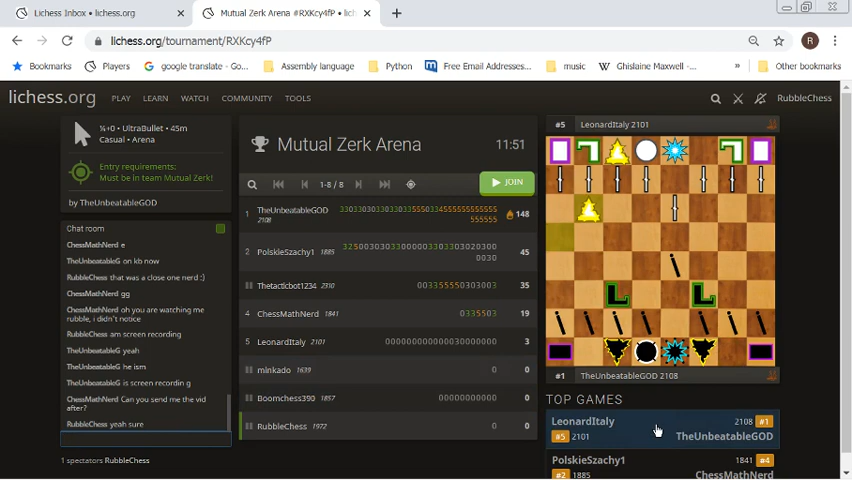 Lichess Inbox • lichess.org
Mutual Zerk Arena #RXKcy4fP • lich
lichess.org/tournament/RXKcy4fP
R
Bookmarks
Players
google translate - Go...
Assembly language
Python
Free Email Addresses...
music
Ghislaine Maxwell -...
»
Other bookmarks
lichess.org
PLAY
LEARN
WATCH
COMMUNITY
TOOLS
RubbleChess
¼+0 • UltraBullet • 45m
Casual • Arena
Entry requirements:
Must be in team Mutual Zerk!
by TheUnbeatableGOD
Chat room
ChessMathNerd e
TheUnbeatableG on kb now
RubbleChess that was a close one nerd :)
ChessMathNerd gg
ChessMathNerd oh you are watching me
rubble, i didn't notice
RubbleChess am screen recording
TheUnbeatableG yeah
TheUnbeatableG he ism
TheUnbeatableG is screen recordin g
ChessMathNerd Can you send me the vid
after?
RubbleChess yeah sure
1 spectators RubbleChess
Mutual Zerk Arena
11:51
1-8 / 8
JOIN
1 TheUnbeatableGOD 2108
148
2 PolskieSzachy1 1885
45
Thetacticbot1234 2310
35
4 ChessMathNerd 1841 0335503 19
5 LeonardItaly 2101
3
minkado 1639 0 0
Boomchess390 1857
0
RubbleChess 1972 0 0
#5 LeonardItaly 2101
#1 TheUnbeatableGOD 2108
TOP GAMES
LeonardItaly 2108 #1
#5 2101 TheUnbeatableGOD
PolskieSzachy1 1841 #4
#2 1885 ChessMathNerd